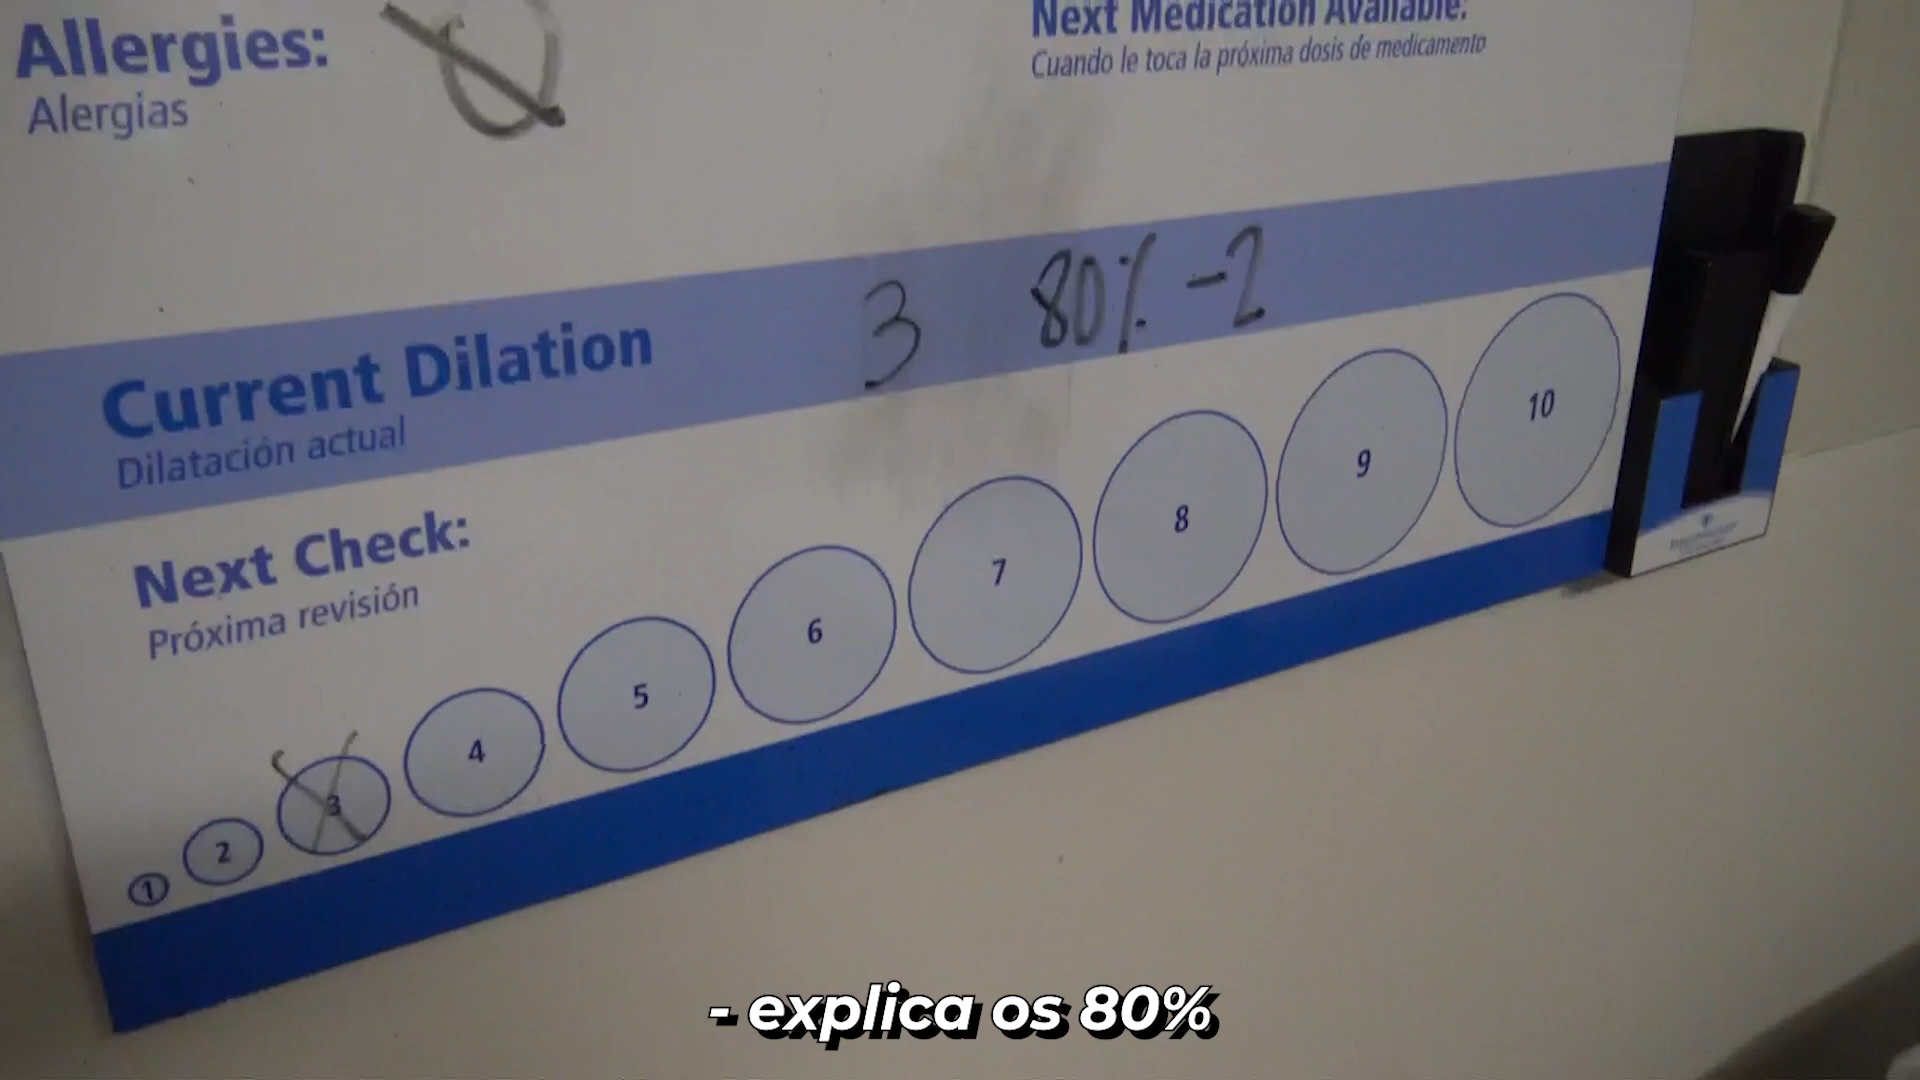 Allergies:
Alergias
Next Medication Available:
Cuando le toca la próxima dosis de medicamento
Current Dilation 3 80% -2
Dilatación actual
Next Check:
Próxima revisión
1 2 3 4 5 6 7 8 9 10
- explica os 80%